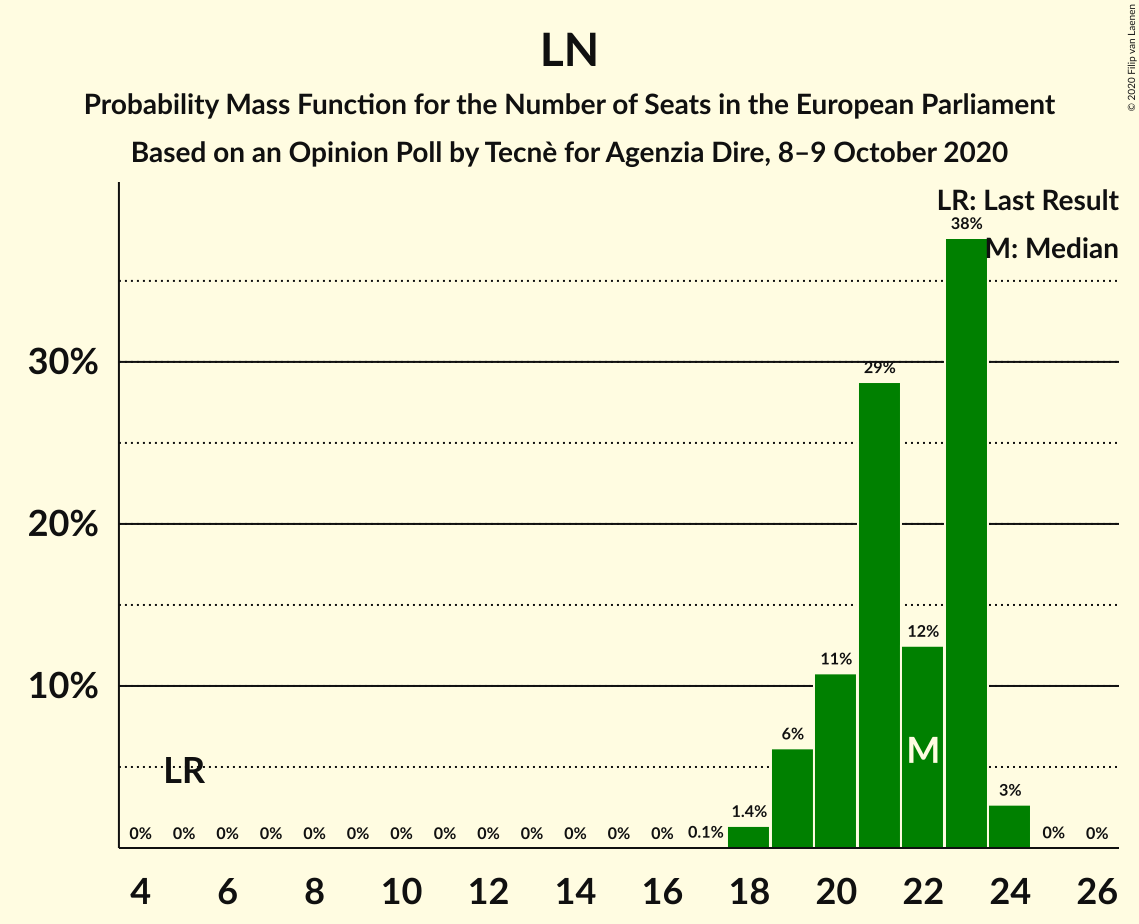 LN
Probability Mass Function for the Number of Seats in the European Parliament
Based on an Opinion Poll by Tecnè for Agenzia Dire, 8–9 October 2020
© 2020 Filip van Laenen
LR: Last Result
M: Median
38%
30%
29%
20%
12%
11%
10%
6%
M
LR
3%
1.4%
0% 0% 0% 0% 0% 0% 0% 0% 0% 0% 0% 0% 0% 0.1% 0% 0%
4 6 8 10 12 14 16 18 20 22 24 26